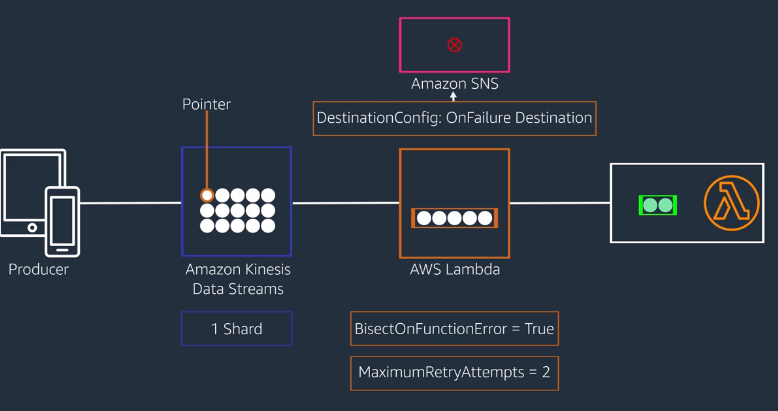 Amazon SNS
Pointer
DestinationConfig: OnFailure Destination
Producer
Amazon Kinesis
Data Streams
AWS Lambda
1 Shard
BisectOnFunctionError = True
MaximumRetryAttempts = 2